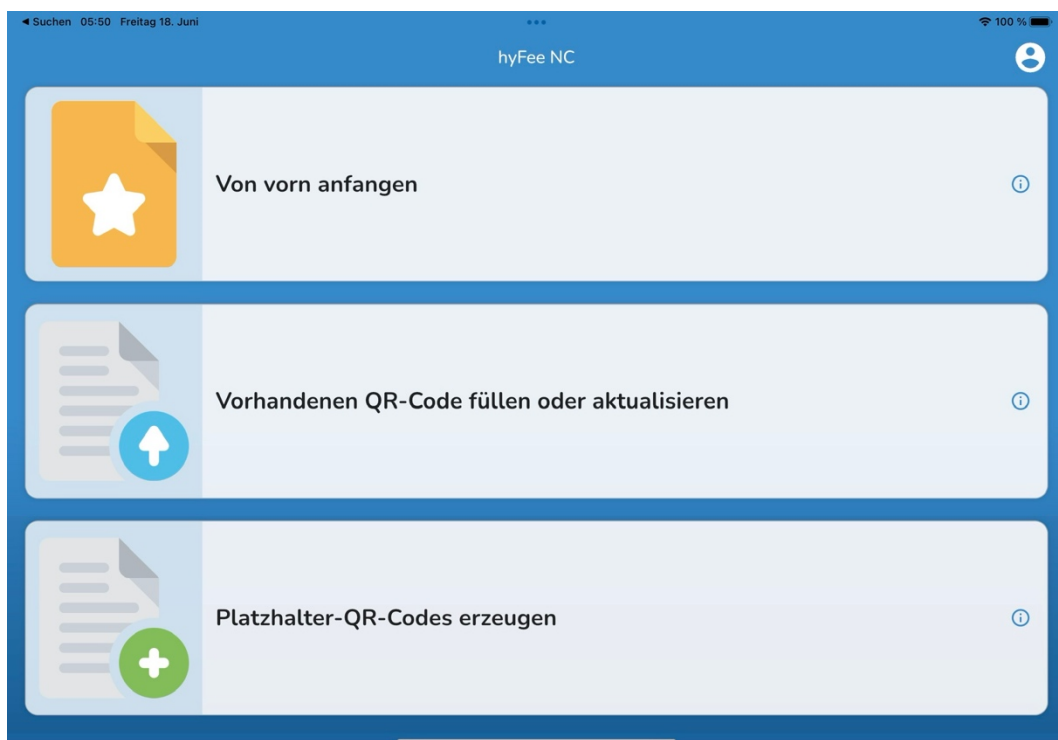 Suchen 05:50 Freitag 18. Juni
100 %
hyFee NC
Von vorn anfangen
Vorhandenen QR-Code füllen oder aktualisieren
Platzhalter-QR-Codes erzeugen